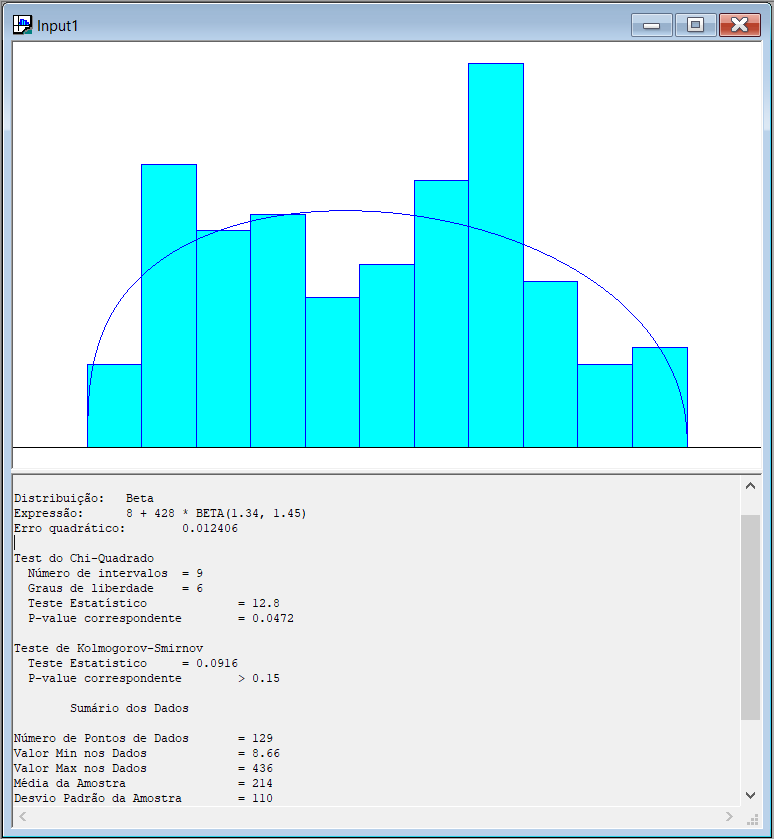 Input1
Distribuição: Beta
Expressão: 8 + 428 * BETA(1.34, 1.45)
Erro quadrático: 0.012406
Test do Chi-Quadrado
Número de intervalos = 9
Graus de liberdade = 6
Teste Estatístico = 12.8
P-value correspondente = 0.0472
Teste de Kolmogorov-Smirnov
Teste Estatistico = 0.0916
P-value correspondente > 0.15
Sumário dos Dados
Número de Pontos de Dados = 129
Valor Min nos Dados = 8.66
Valor Max nos Dados = 436
Média da Amostra = 214
Desvio Padrão da Amostra = 110